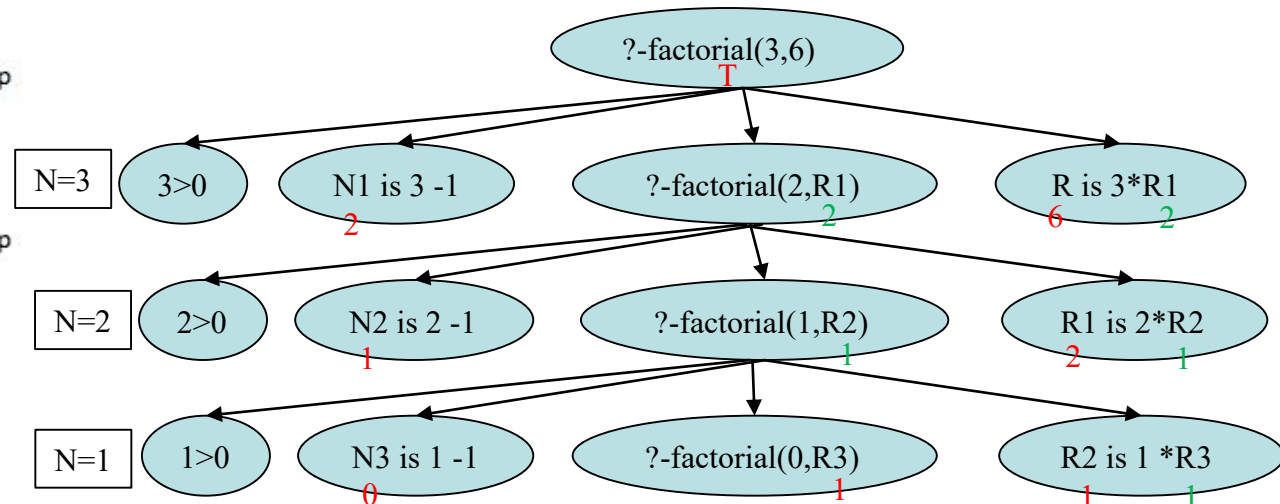 ?-factorial(3,6)
T
p
N=3
3>0
N1 is 3 -1
2
?-factorial(2,R1)
2
R is 3*R1
6
2
p
N=2
2>0
N2 is 2 -1
1
?-factorial(1,R2)
1
R1 is 2*R2
2
1
N=1
1>0
N3 is 1 -1
0
?-factorial(0,R3)
1
R2 is 1 *R3
1
1